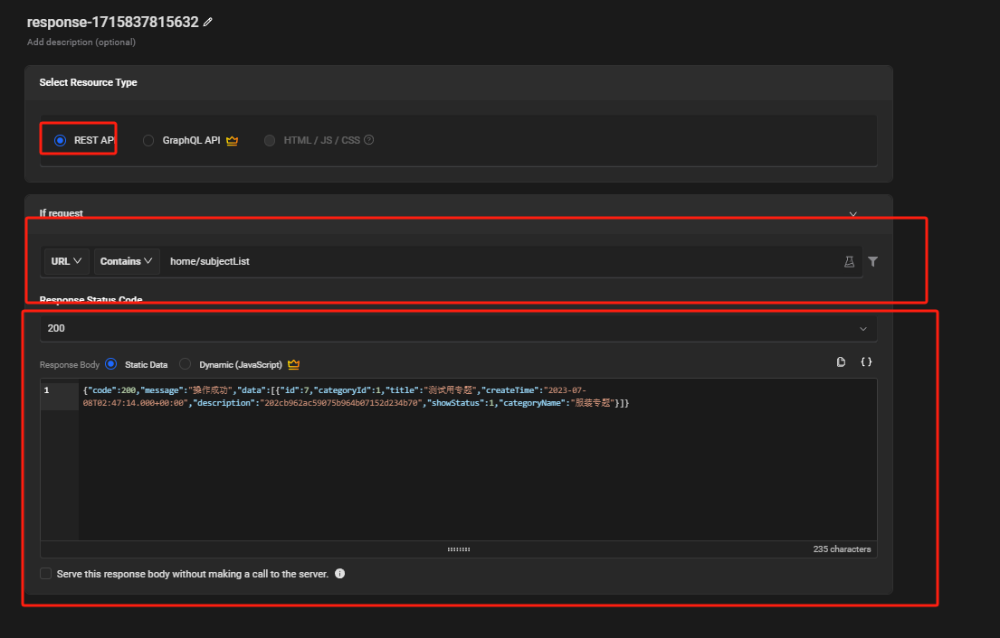 response-1715837815632
Add description (optional)
Select Resource Type
REST API
GraphQL API
HTML / JS / CSS
If request
URL Contains home/subjectList
Response Status Code
200
Response Body Static Data Dynamic (JavaScript) { }
1 {"code":200,"message":"操作成功","data":[{"id":7,"categoryId":1,"title":"测试用专题","createTime":"2023-07-
08T02:47:14.000+00:00","description":"202cb962ac59075b964b07152d234b70","showStatus":1,"categoryName":"服装专题"}]}
235 characters
Serve this response body without making a call to the server.